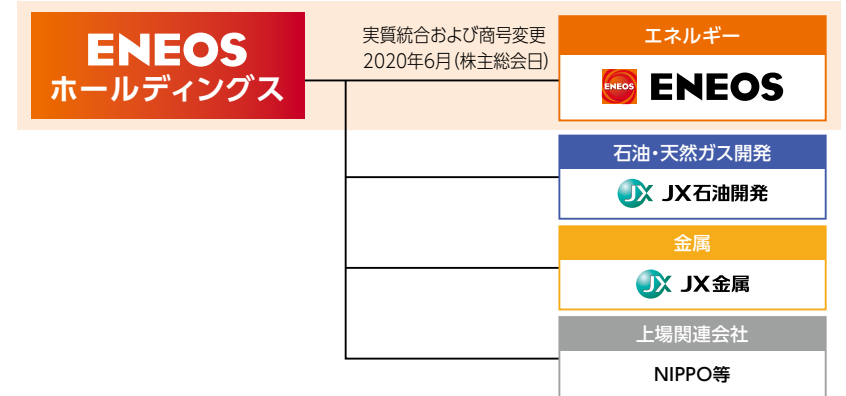 ENEOS
ホールディングス
実質統合および商号変更
2020年6月(株主総会日)
エネルギー
ENEOS ENEOS
石油・天然ガス開発
JX JX石油開発
金属
JX JX金属
上場関連会社
NIPPO等